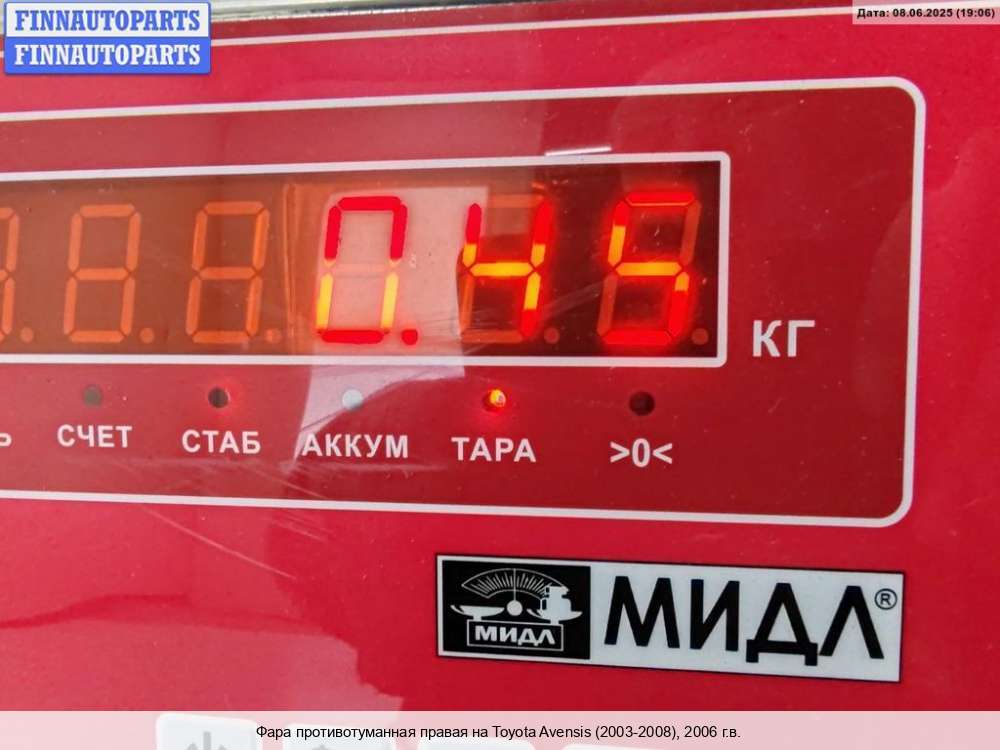 FINNAUTOPARTS
FINNAUTOPARTS
Дата: 08.06.2025 (19:06)
0.45
КГ
СЧЕТ СТАБ АККУМ ТАРА >0<
МИДЛ МИДЛ®
Фара противотуманная правая на Toyota Avensis (2003-2008), 2006 г.в.